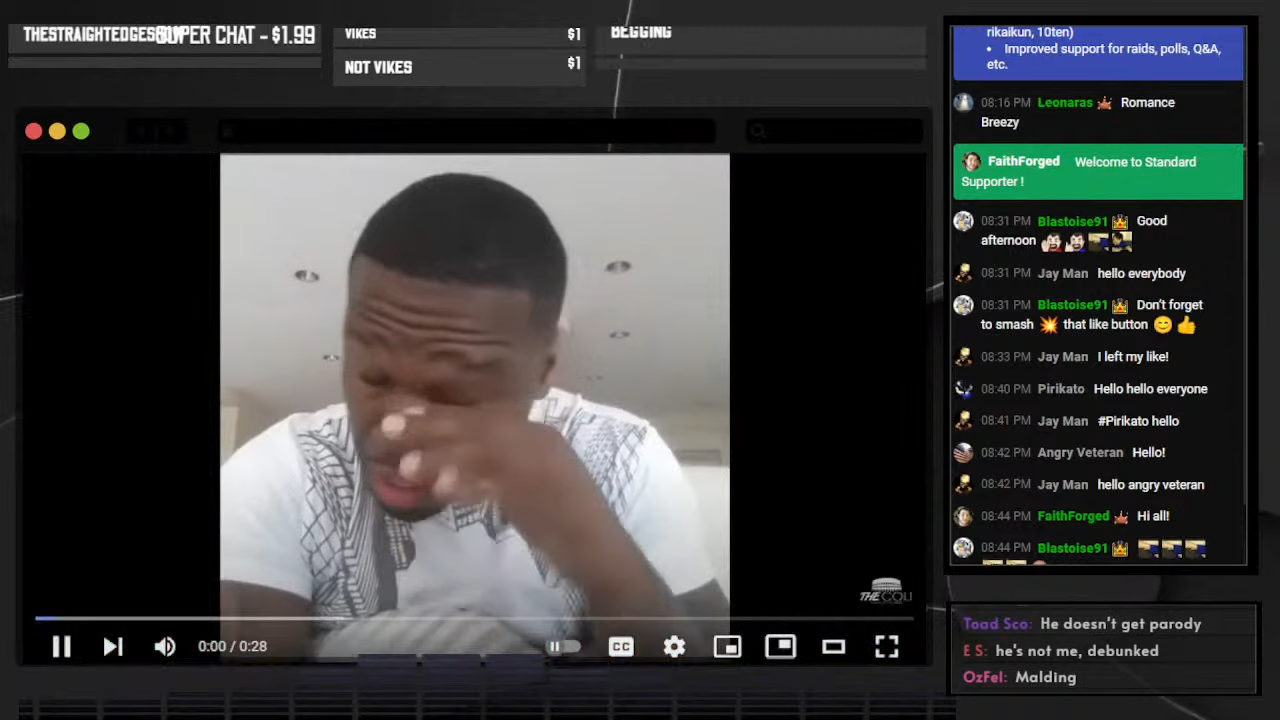 THESTRAIGHTEDGES
SUPER CHAT - $1.99
VIKES $1
NOT VIKES $1
BEGGING
rikaikun, 10ten)
• Improved support for raids, polls, Q&A,
etc.
08:16 PM Leonaras Romance
Breezy
FaithForged Welcome to Standard
Supporter !
08:31 PM Blastoise91 Good
afternoon
08:31 PM Jay Man hello everybody
08:31 PM Blastoise91 Don't forget
to smash 💥 that like button 😊 👍
08:33 PM Jay Man I left my like!
08:40 PM Pirikato Hello hello everyone
08:41 PM Jay Man #Pirikato hello
08:42 PM Angry Veteran Hello!
08:42 PM Jay Man hello angry veteran
08:44 PM FaithForged Hi all!
08:44 PM Blastoise91
THE COLI
0:00 / 0:28
CC
Toad Sco: He doesn't get parody
E S: he's not me, debunked
OzFel: Malding